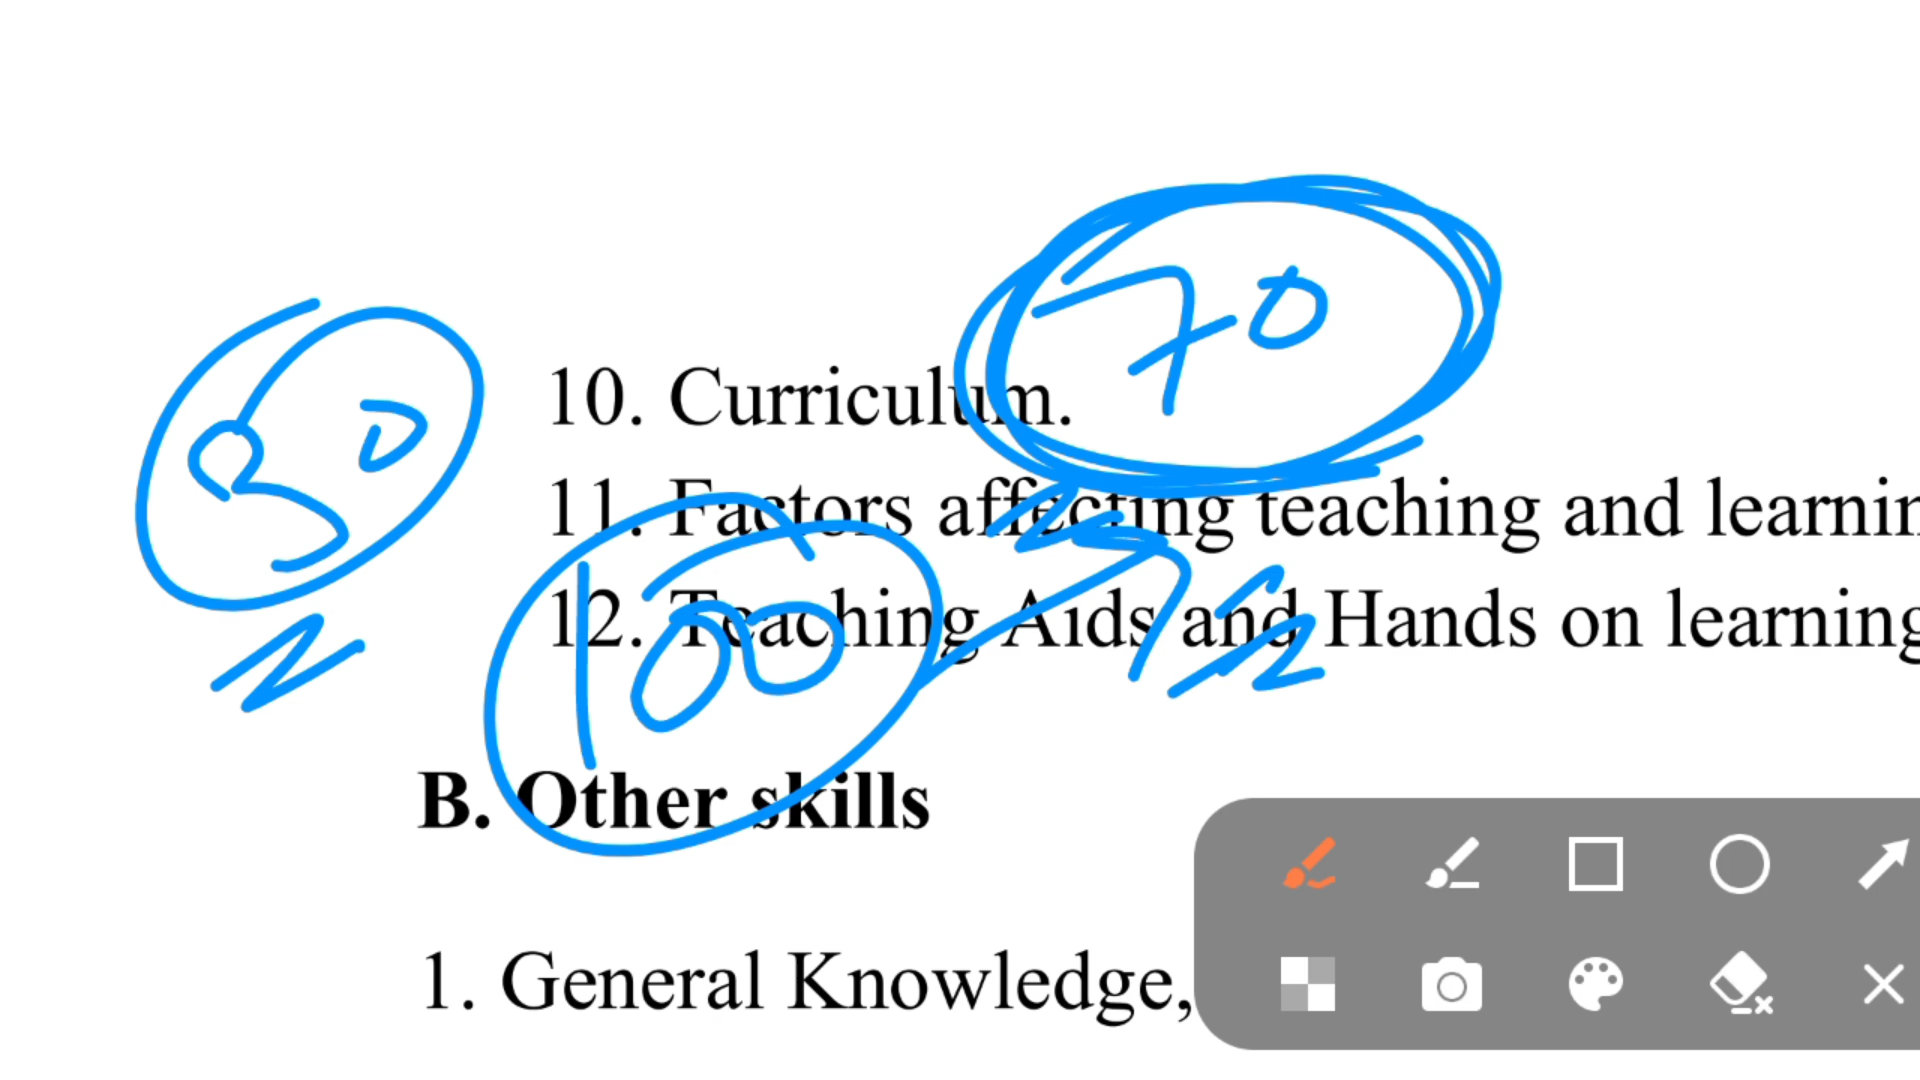 70
30
10. Curriculum.
11. Factors affecting teaching and learnin
100
12. Teaching Aids and Hands on learning
B. Other skills
1. General Knowledge,